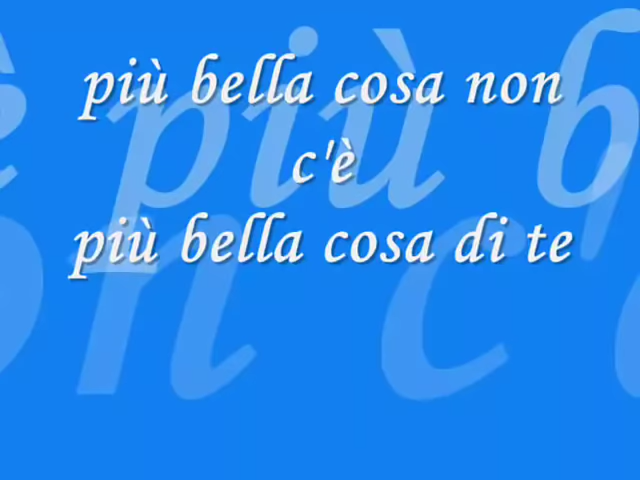 più bella cosa non
c'è
più bella cosa di te